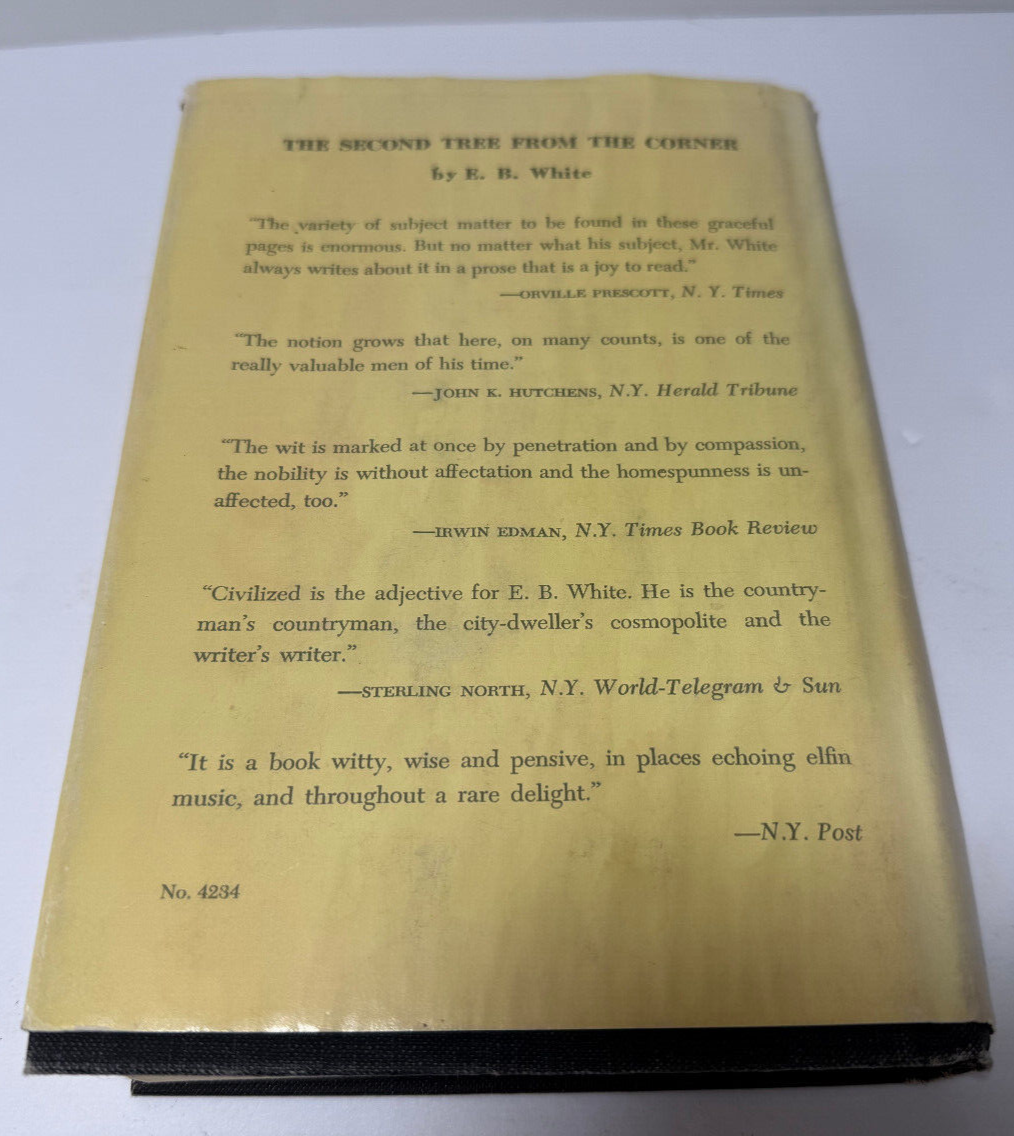 THE SECOND TREE FROM THE CORNER
by E. B. White
“The variety of subject matter to be found in these graceful
pages is enormous. But no matter what his subject, Mr. White
always writes about it in a prose that is a joy to read.”
—ORVILLE PRESCOTT, N. Y. Times
“The notion grows that here, on many counts, is one of the
really valuable men of his time.”
—JOHN K. HUTCHENS, N.Y. Herald Tribune
“The wit is marked at once by penetration and by compassion,
the nobility is without affectation and the homespunness is un-
affected, too.”
—IRWIN EDMAN, N.Y. Times Book Review
“Civilized is the adjective for E. B. White. He is the country-
man’s countryman, the city-dweller’s cosmopolite and the
writer’s writer.”
—STERLING NORTH, N.Y. World-Telegram & Sun
“It is a book witty, wise and pensive, in places echoing elfin
music, and throughout a rare delight.”
—N.Y. Post
No. 4234